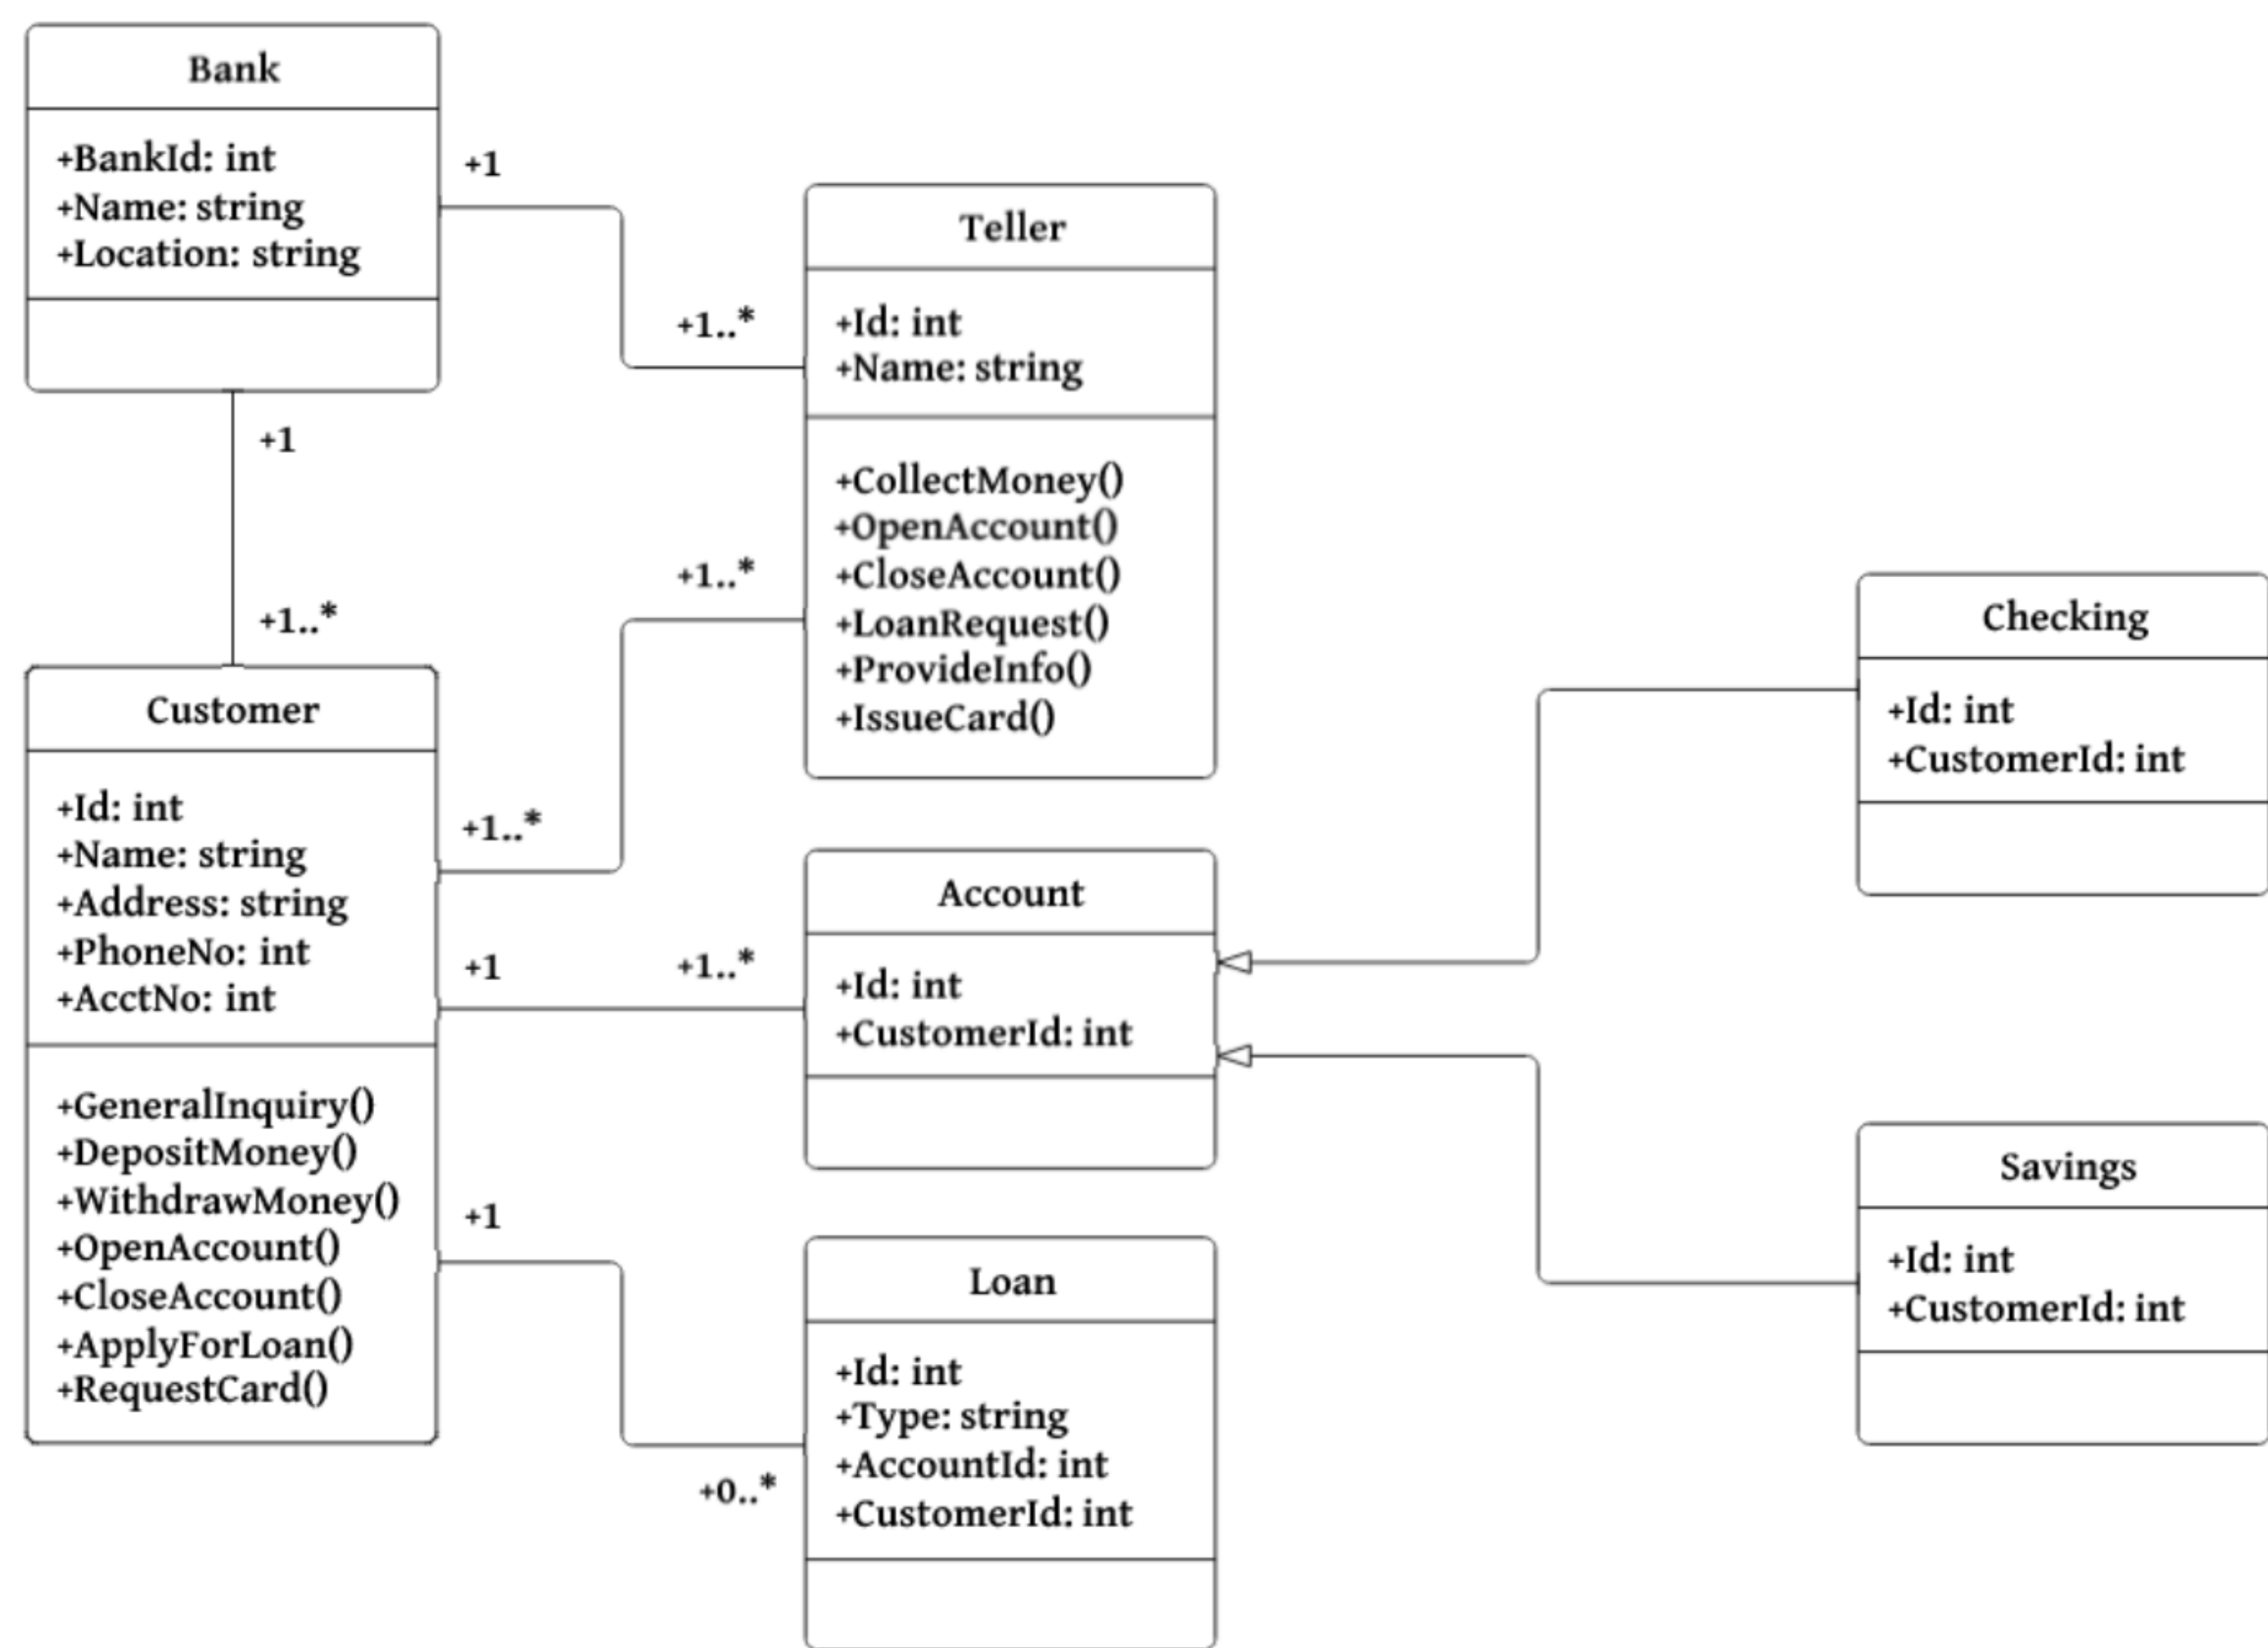 Bank
+BankId: int
+Name: string
+Location: string
+1
+1..*
+1
+1..*
Teller
+Id: int
+Name: string
+CollectMoney()
+OpenAccount()
+CloseAccount()
+LoanRequest()
+ProvideInfo()
+IssueCard()
Customer
+Id: int
+Name: string
+Address: string
+PhoneNo: int
+AcctNo: int
+GeneralInquiry()
+DepositMoney()
+WithdrawMoney()
+OpenAccount()
+CloseAccount()
+ApplyForLoan()
+RequestCard()
+1..*
+1..*
+1
+1..*
+1
+0..*
Account
+Id: int
+CustomerId: int
Loan
+Id: int
+Type: string
+AccountId: int
+CustomerId: int
Checking
+Id: int
+CustomerId: int
Savings
+Id: int
+CustomerId: int